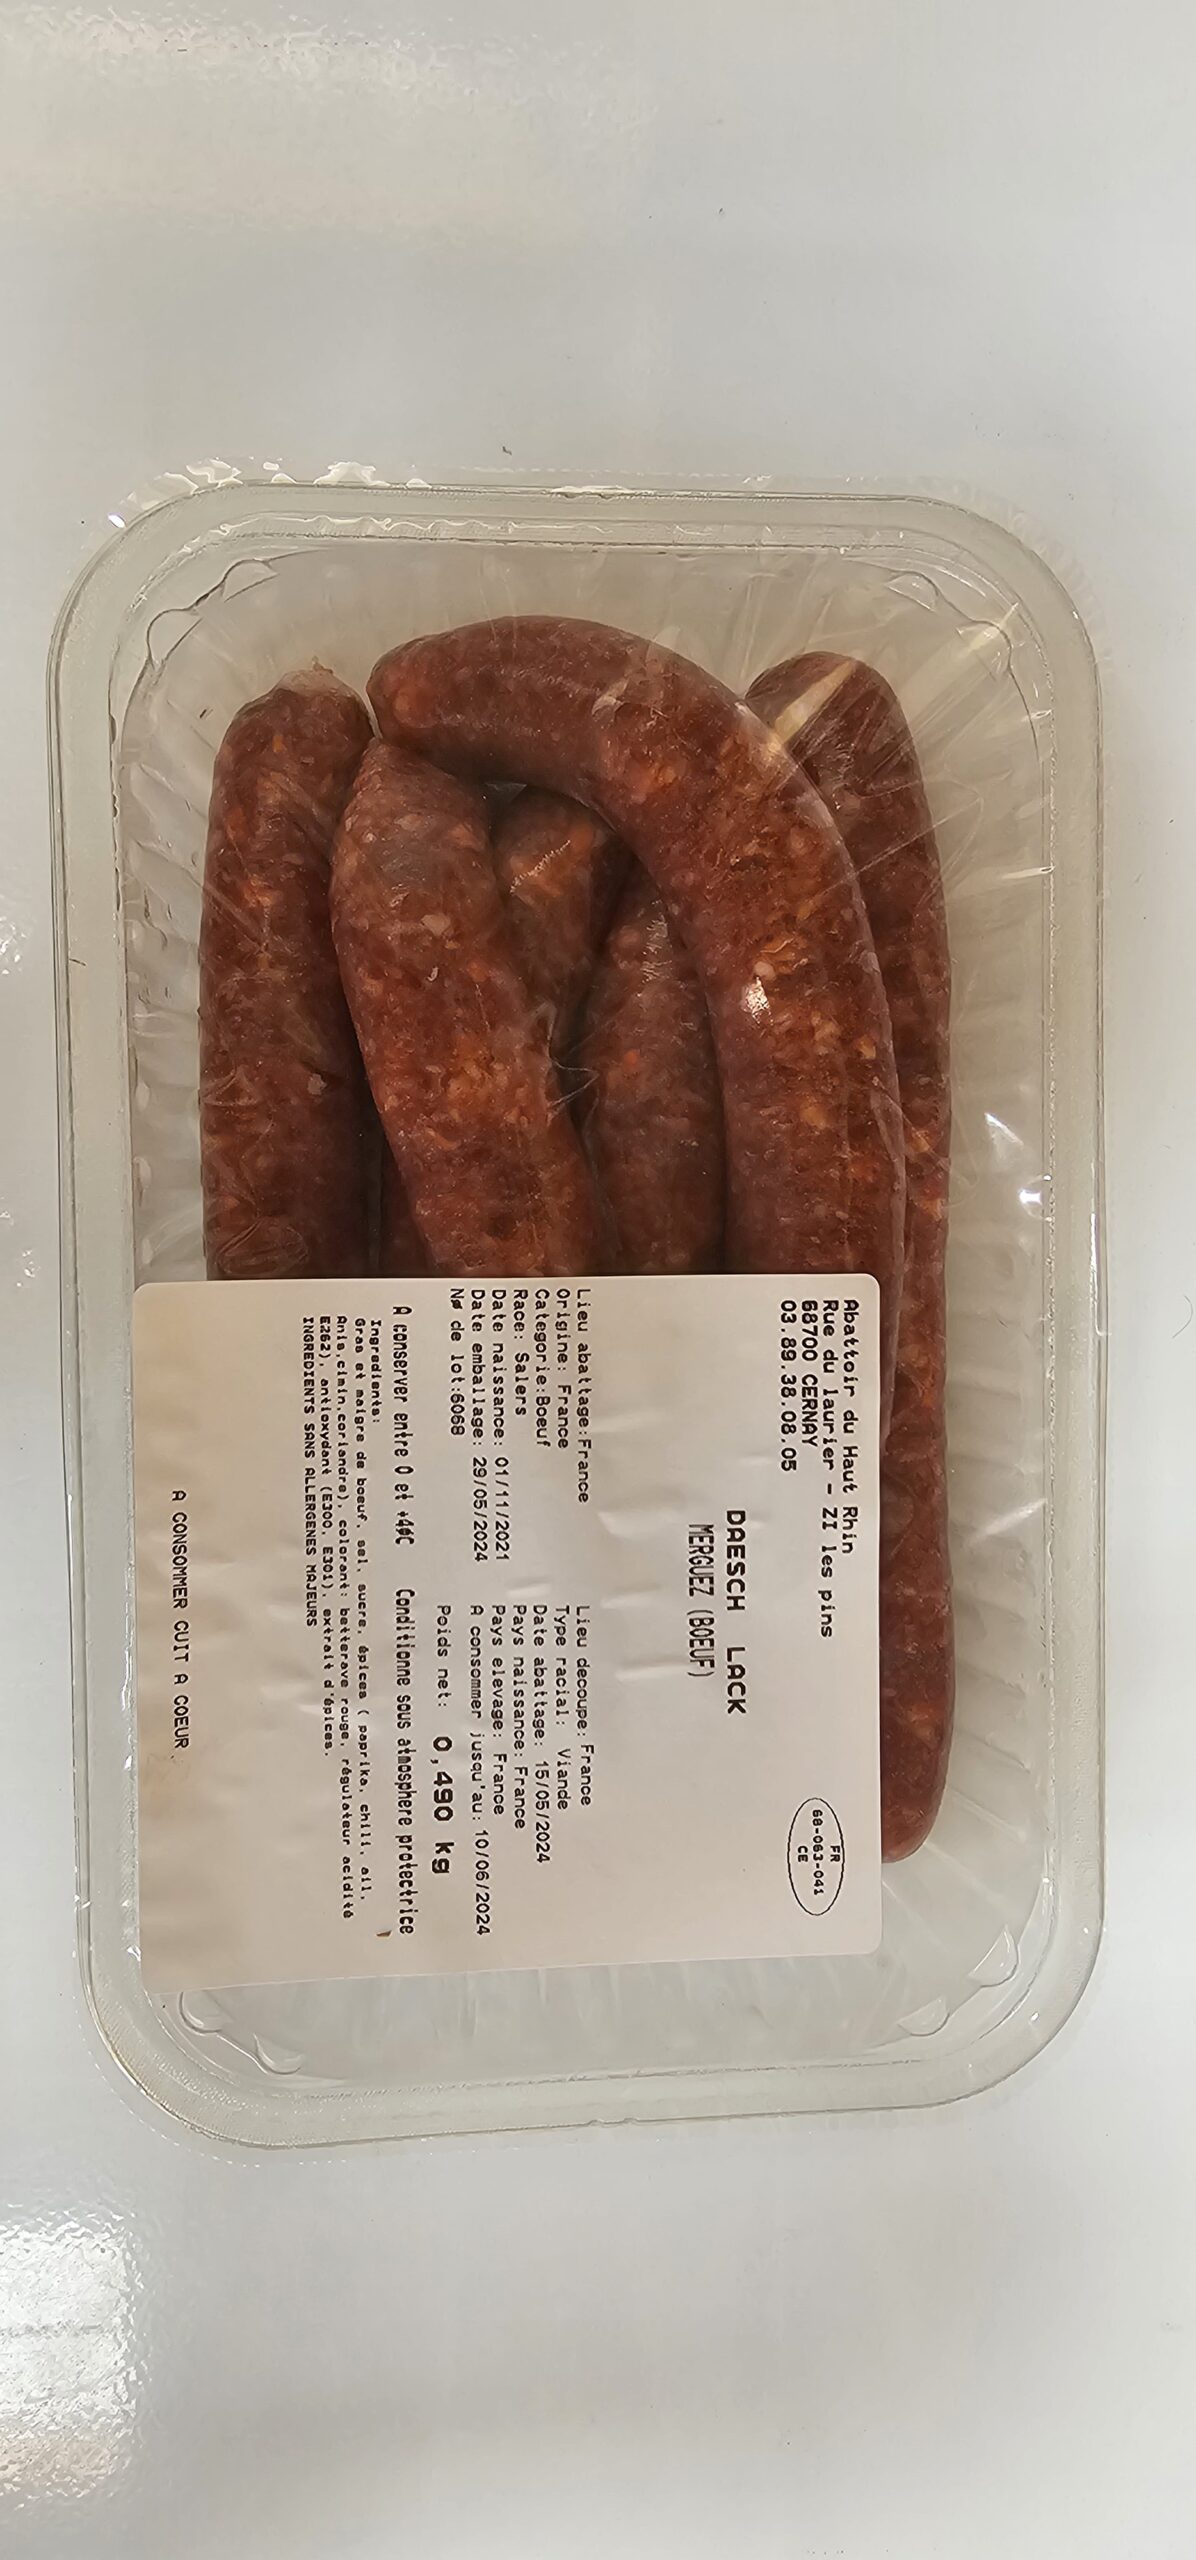 Abattoir du Haut Rhin
Rue du laurier - ZI les pins
68700 CERNAY
03.89.38.08.05
FR
68-063-041
CE
DAESCH LACK
MERGUEZ (BOEUF)
Lieu abattage:France Lieu decoupe: France
Origine: France Type racial: Viande
Categorie:Boeuf Date abattage: 15/05/2024
Race: Salers Pays naissance: France
Date naissance: 01/11/2021 Pays elevage: France
Date emballage: 29/05/2024 A consommer jusqu'au: 10/06/2024
Nø de lot:6068 Poids net: 0,490 kg
A conserver entre 0 et +4øC Conditionne sous atmosphere protectrice
Ingredients:
Gras et maigre de boeuf, sel, sucre, épices ( paprika, chili, ail,
Anis,cimin,coriandre), colorant: betterave rouge, régulateur acidité
E262), antioxydant (E300, E301), extrait d'épices.
INGREDIENTS SANS ALLERGENES MAJEURS
A CONSOMMER CUIT A COEUR